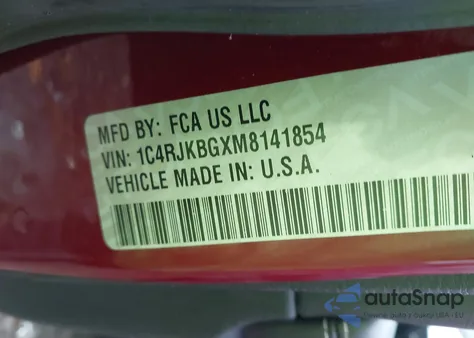 MFD BY: FCA US LLC
VIN: 1C4RJKBGXM8141854
VEHICLE MADE IN: U.S.A.
autoSnap